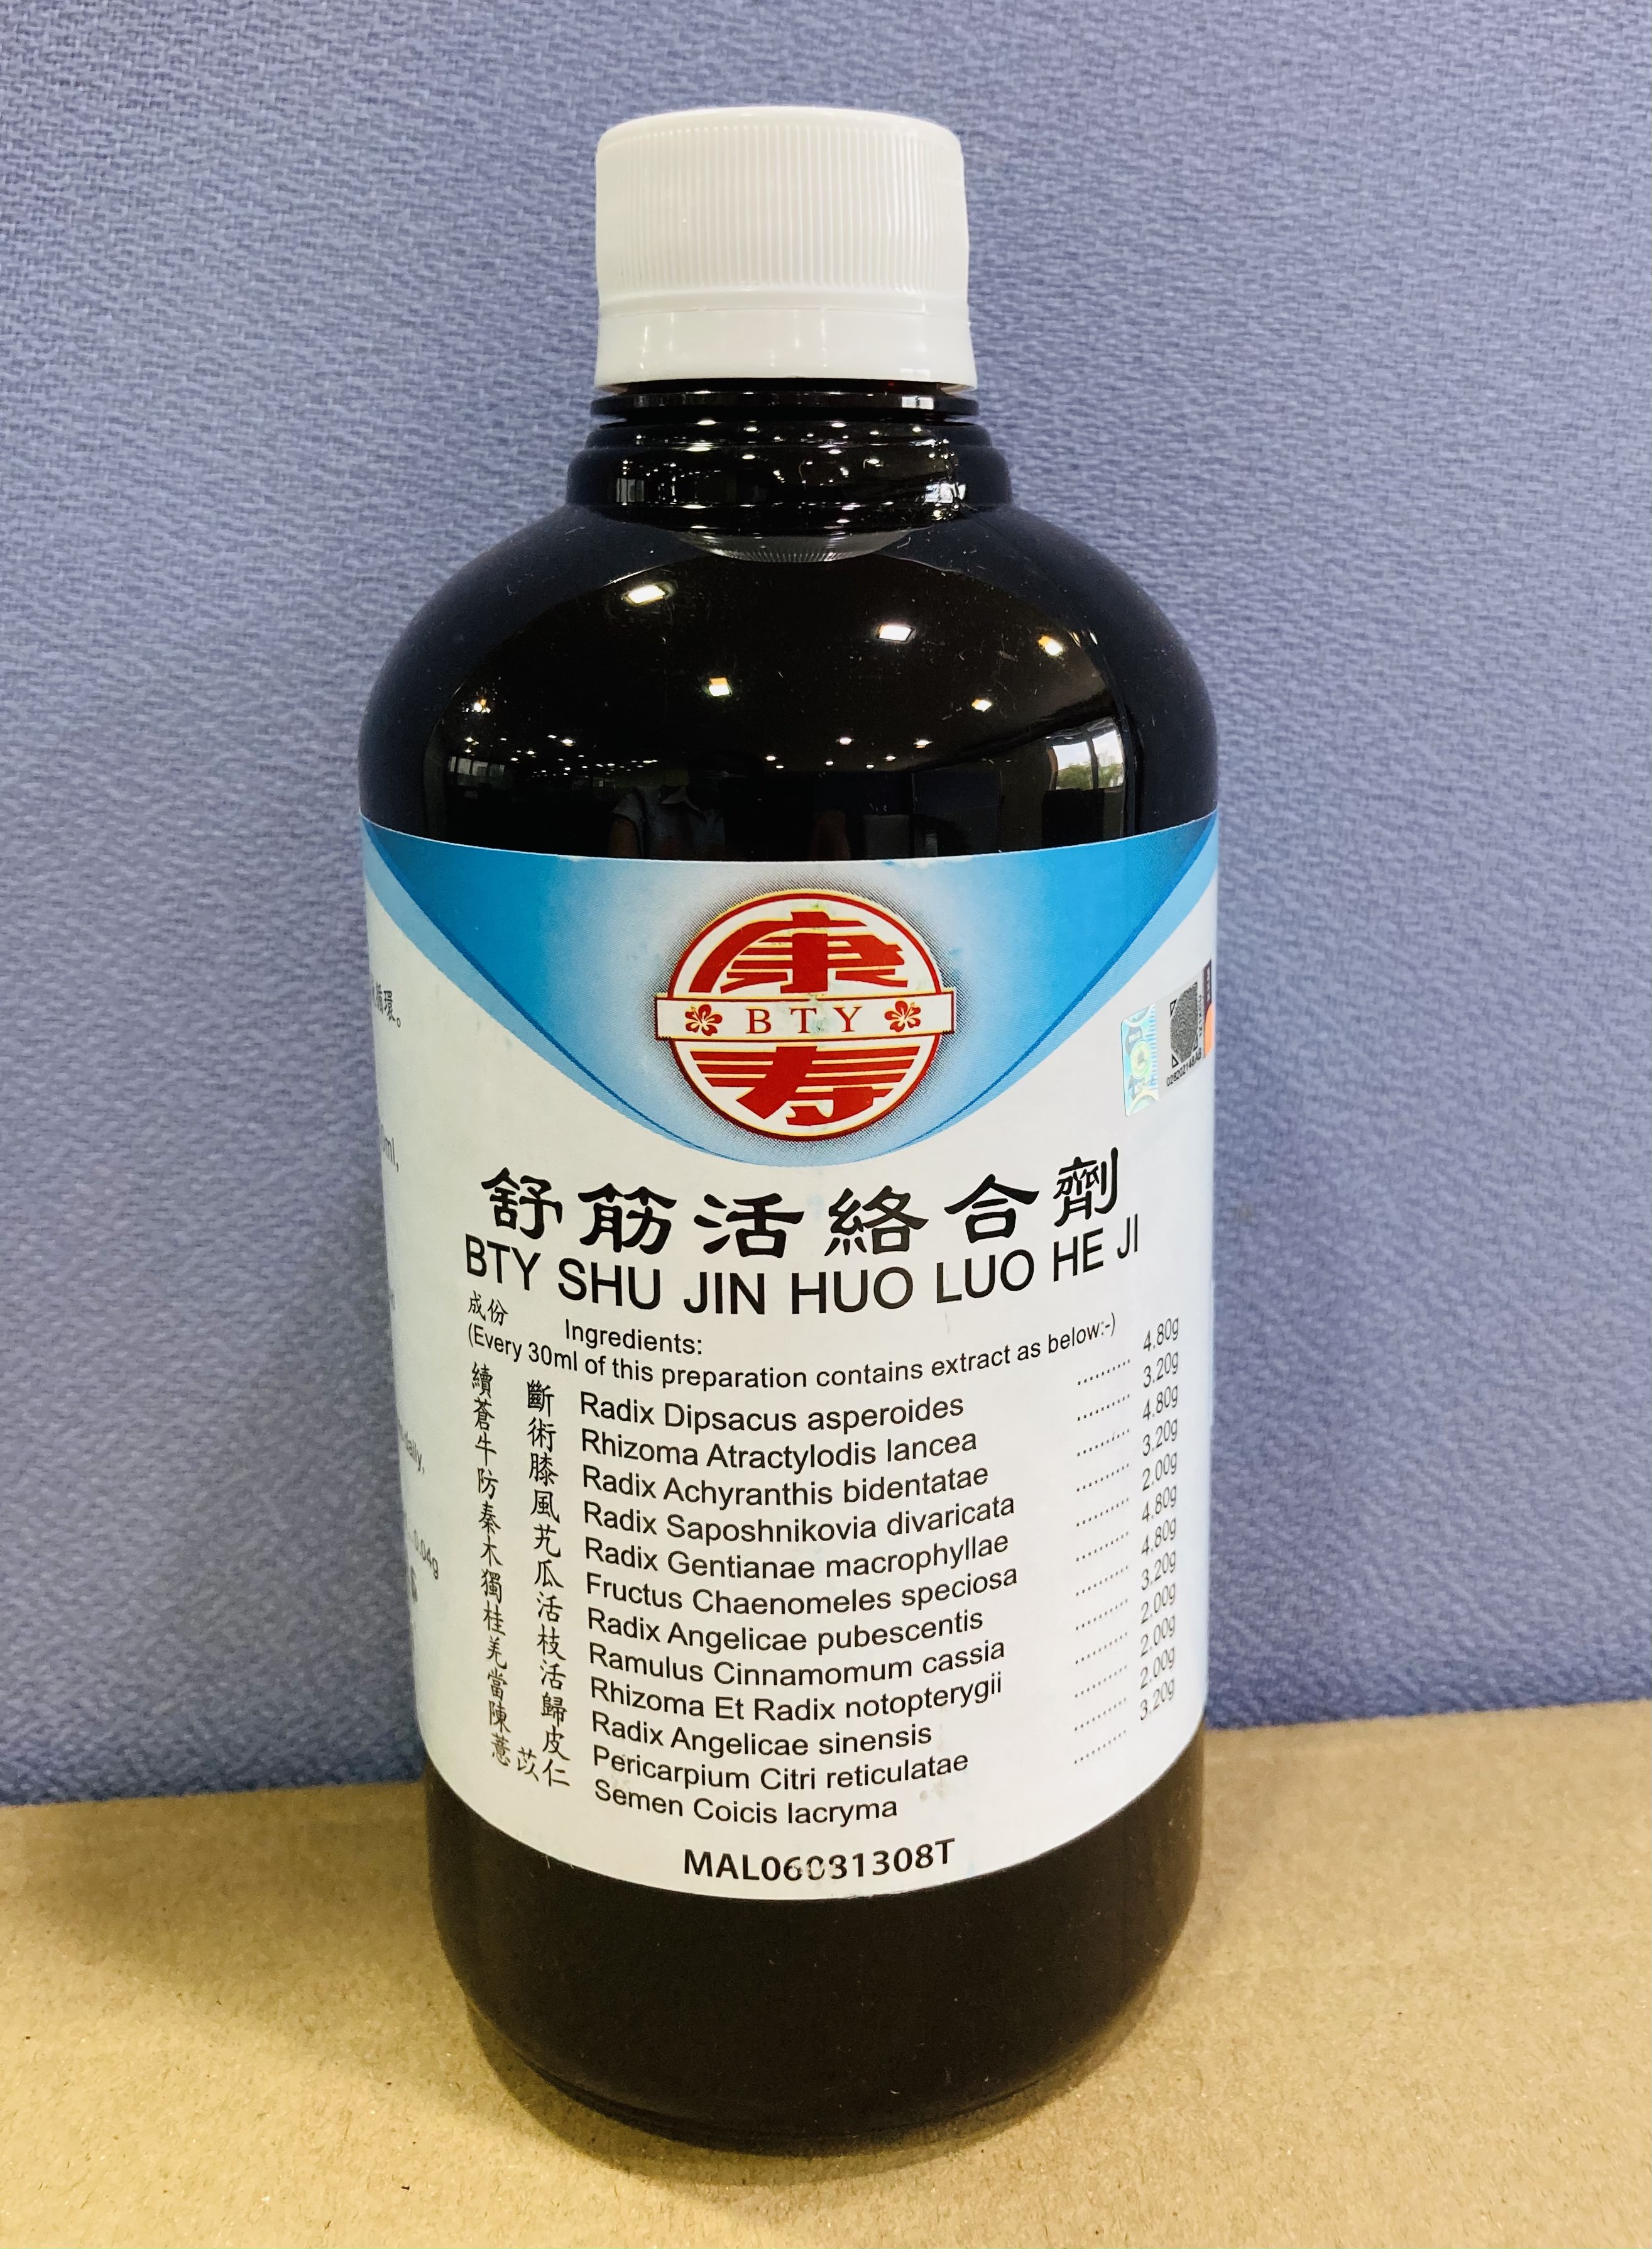 康
BTY
寿
舒筋活絡合劑
BTY SHU JIN HUO LUO HE JI
成份 Ingredients:
(Every 30ml of this preparation contains extract as below:-)
續斷 Radix Dipsacus asperoides .......... 4.80g
蒼術 Rhizoma Atractylodis lancea .......... 3.20g
牛膝 Radix Achyranthis bidentatae .......... 4.80g
防風 Radix Saposhnikovia divaricata .......... 3.20g
秦艽 Radix Gentianae macrophyllae .......... 2.00g
木瓜 Fructus Chaenomeles speciosa .......... 4.80g
獨活 Radix Angelicae pubescentis .......... 4.80g
桂枝 Ramulus Cinnamomum cassia .......... 3.20g
羌活 Rhizoma Et Radix notopterygii .......... 2.00g
當歸 Radix Angelicae sinensis .......... 2.00g
陳皮 Pericarpium Citri reticulatae .......... 2.00g
薏苡仁 Semen Coicis lacryma .......... 3.20g
MAL06031308T
環。
ml,
daily,
0.04g